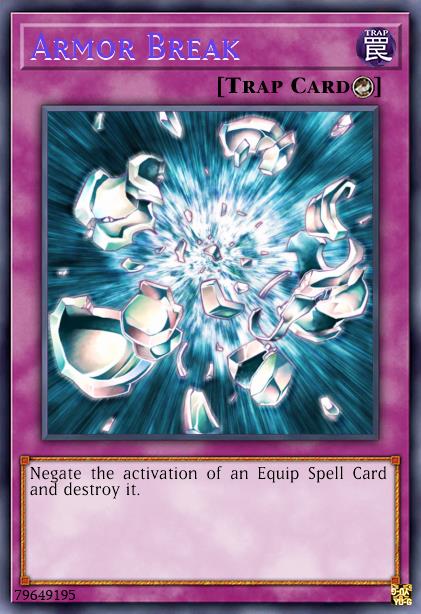 ARMOR BREAK
TRAP
罠
[TRAP CARD]
Negate the activation of an Equip Spell Card
and destroy it.
79649195